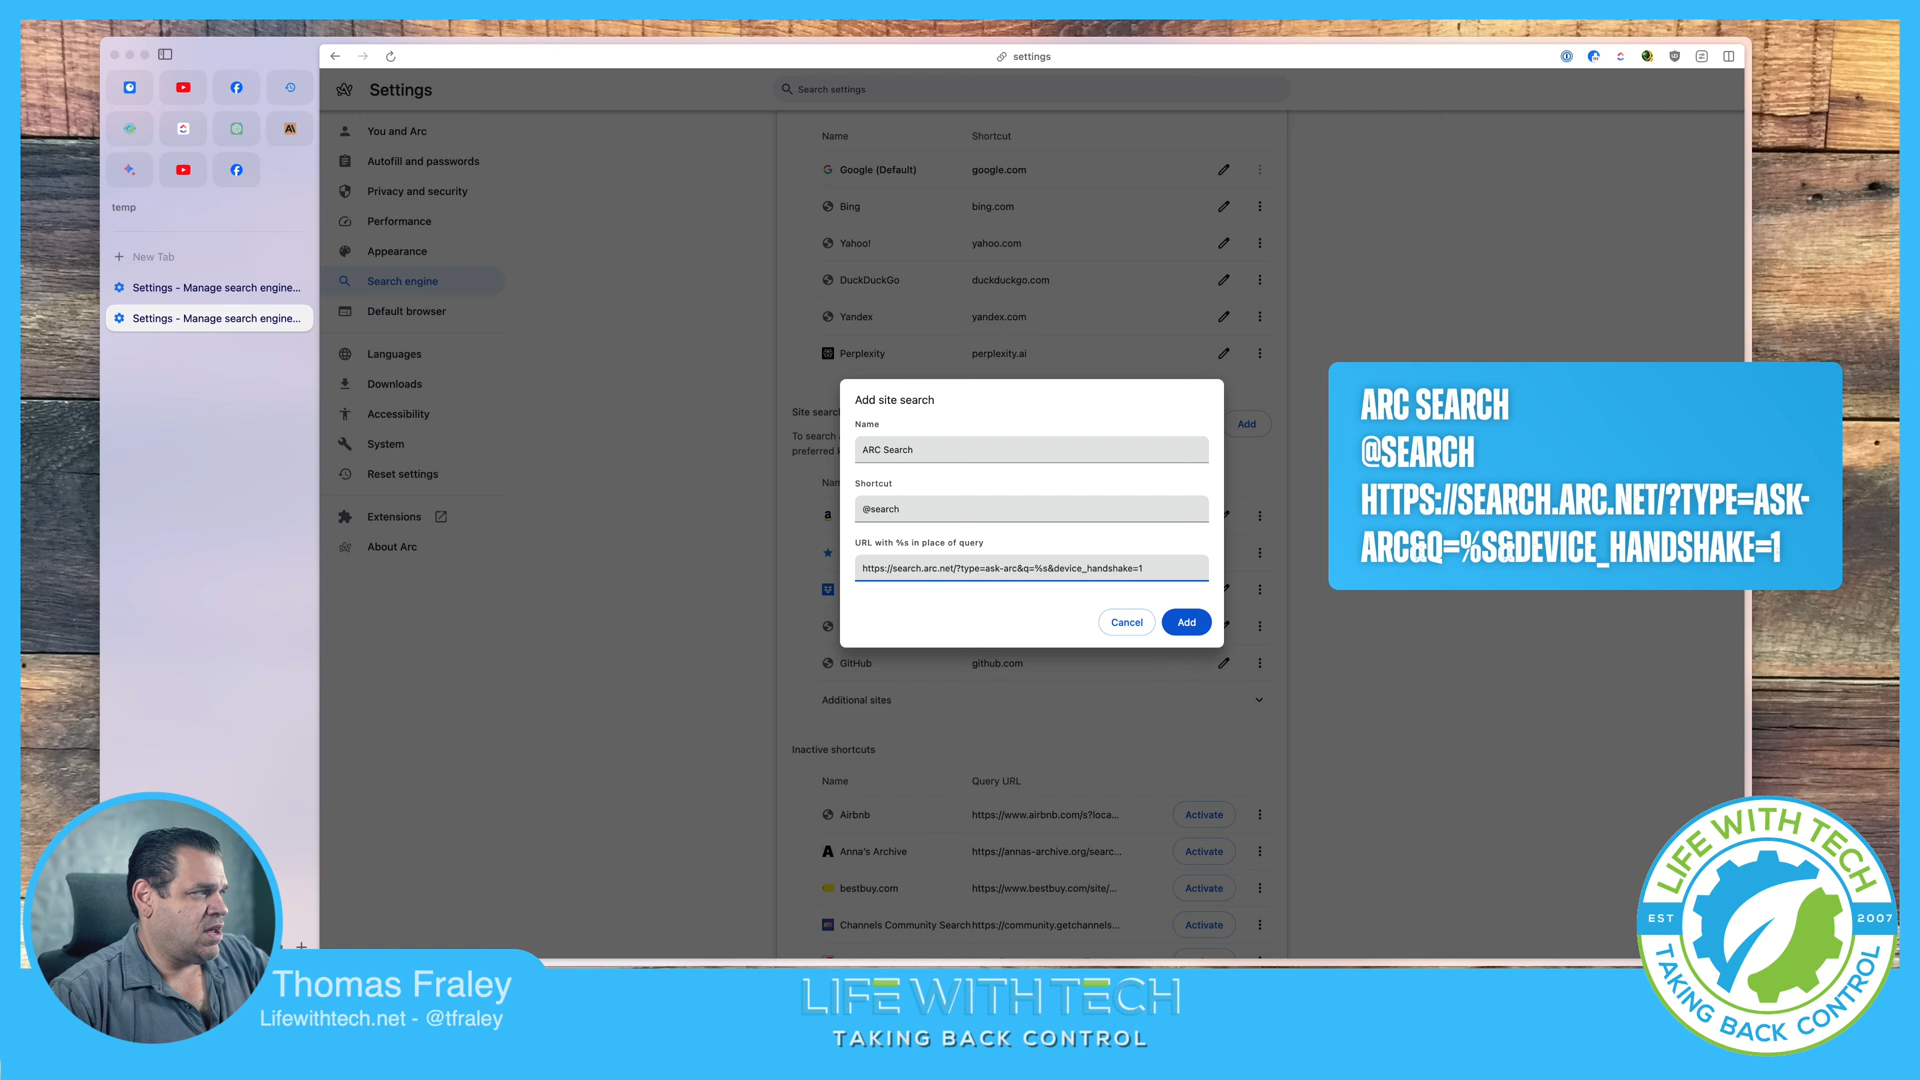 settings
Settings
Search settings
temp
New Tab
Settings - Manage search engine...
Settings - Manage search engine...
You and Arc
Autofill and passwords
Privacy and security
Performance
Appearance
Search engine
Default browser
Languages
Downloads
Accessibility
System
Reset settings
Extensions
About Arc
Name Shortcut
Google (Default) google.com
Bing bing.com
Yahoo! yahoo.com
DuckDuckGo duckduckgo.com
Yandex yandex.com
Perplexity perplexity.ai
Site sear
Add
To search
preferred
Add site search
Name
ARC Search
Shortcut
@search
URL with %s in place of query
https://search.arc.net/?type=ask-arc&q=%s&device_handshake=1
Cancel Add
GitHub github.com
Additional sites
Inactive shortcuts
Name Query URL
Airbnb https://www.airbnb.com/s?loca... Activate
Anna's Archive https://annas-archive.org/searc... Activate
bestbuy.com https://www.bestbuy.com/site/... Activate
Channels Community Search https://community.getchannels... Activate
ARC SEARCH
@SEARCH
HTTPS://SEARCH.ARC.NET/?TYPE=ASK-
ARC&Q=%S&DEVICE_HANDSHAKE=1
Thomas Fraley
Lifewithtech.net - @tfraley
LIFE WITH TECH
TAKING BACK CONTROL
LIFE WITH TECH
EST 2007
TAKING BACK CONTROL